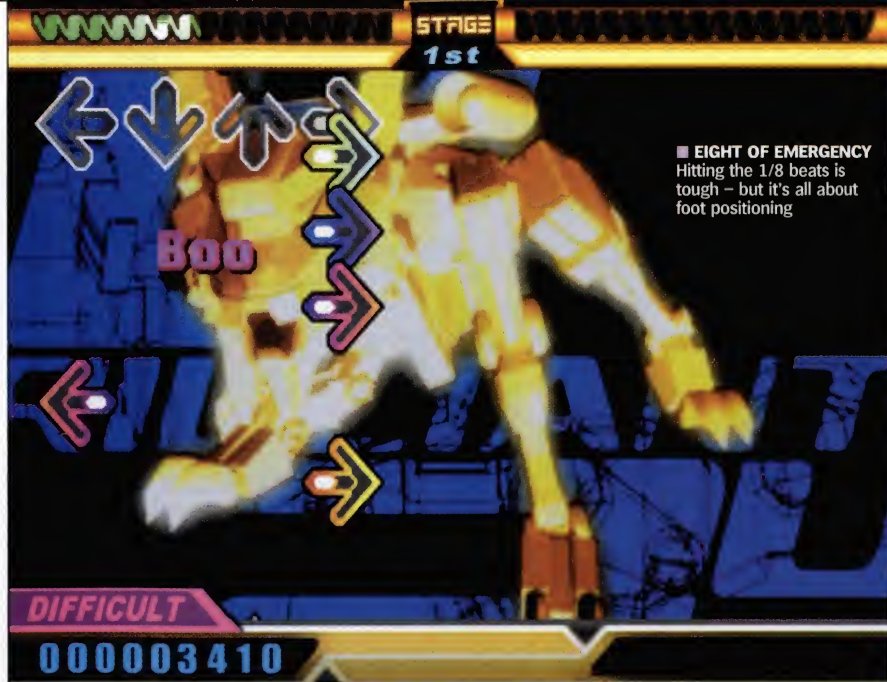 STAGE
1st
■ EIGHT OF EMERGENCY
Hitting the 1/8 beats is
tough – but it's all about
foot positioning
Boo
DIFFICULT
000003410